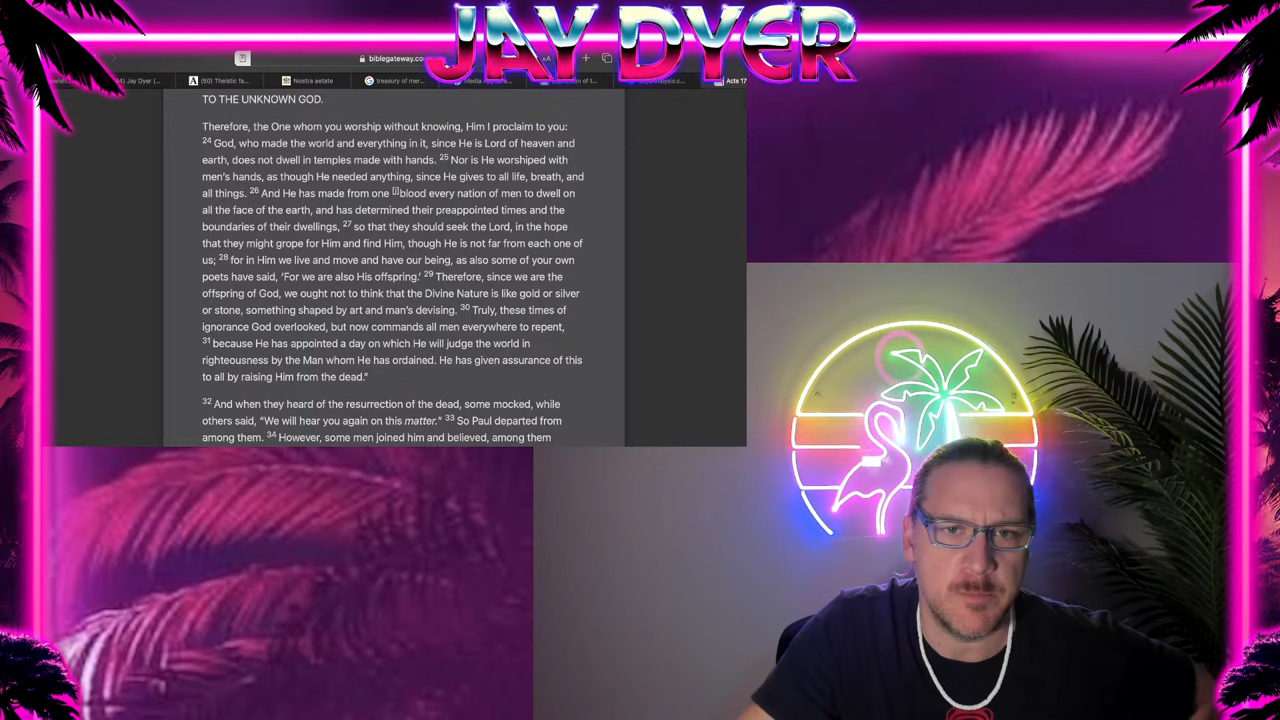 JAY DYER
biblegateway.co
AA
) Jay Dyer (
(50) Theistic fa...
Nostra aetate
treasury of mer...
Acts 17
TO THE UNKNOWN GOD.
Therefore, the One whom you worship without knowing, Him I proclaim to you:
24 God, who made the world and everything in it, since He is Lord of heaven and
earth, does not dwell in temples made with hands. 25 Nor is He worshiped with
men's hands, as though He needed anything, since He gives to all life, breath, and
all things. 26 And He has made from one [j]blood every nation of men to dwell on
all the face of the earth, and has determined their preappointed times and the
boundaries of their dwellings, 27 so that they should seek the Lord, in the hope
that they might grope for Him and find Him, though He is not far from each one of
us; 28 for in Him we live and move and have our being, as also some of your own
poets have said, 'For we are also His offspring.' 29 Therefore, since we are the
offspring of God, we ought not to think that the Divine Nature is like gold or silver
or stone, something shaped by art and man's devising. 30 Truly, these times of
ignorance God overlooked, but now commands all men everywhere to repent,
31 because He has appointed a day on which He will judge the world in
righteousness by the Man whom He has ordained. He has given assurance of this
to all by raising Him from the dead."
32 And when they heard of the resurrection of the dead, some mocked, while
others said, "We will hear you again on this matter." 33 So Paul departed from
among them. 34 However, some men joined him and believed, among them